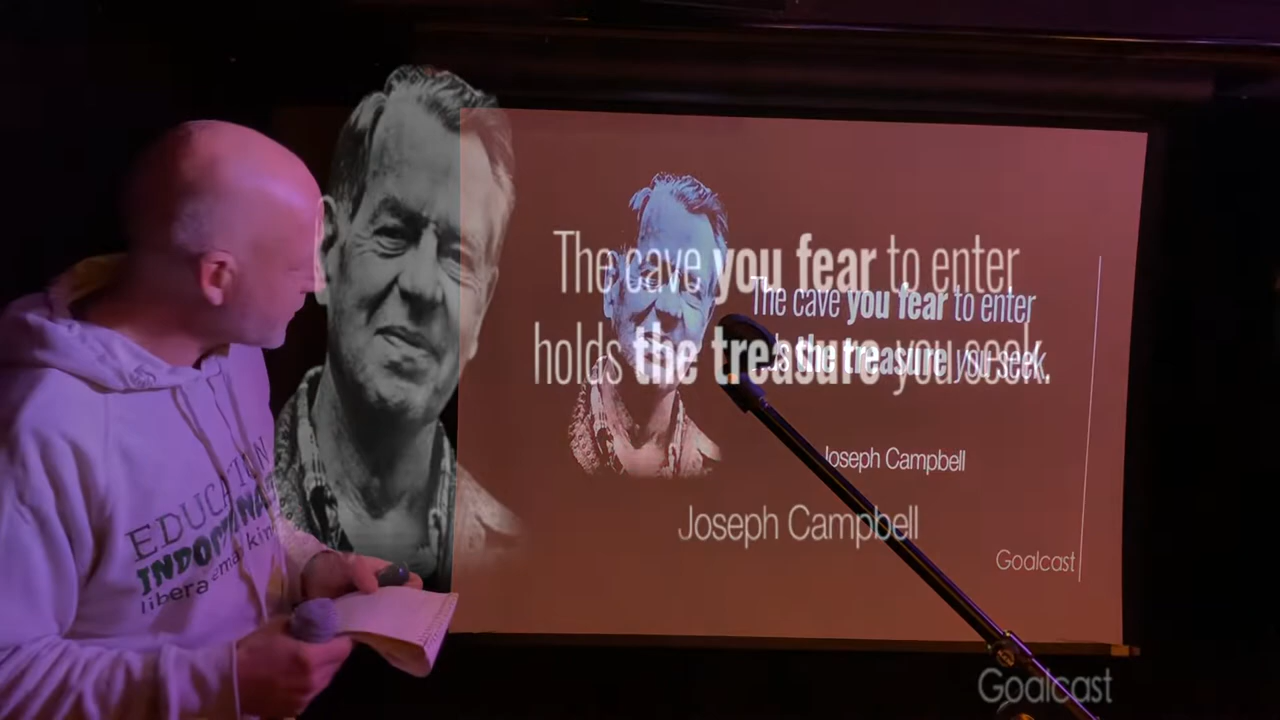 The cave you fear to enter
holds the treasure you seek.
Joseph Campbell
Goalcast
The cave you fear to enter
the treasure you seek.
Joseph Campbell
Goalcast
EDUCATION
liberate